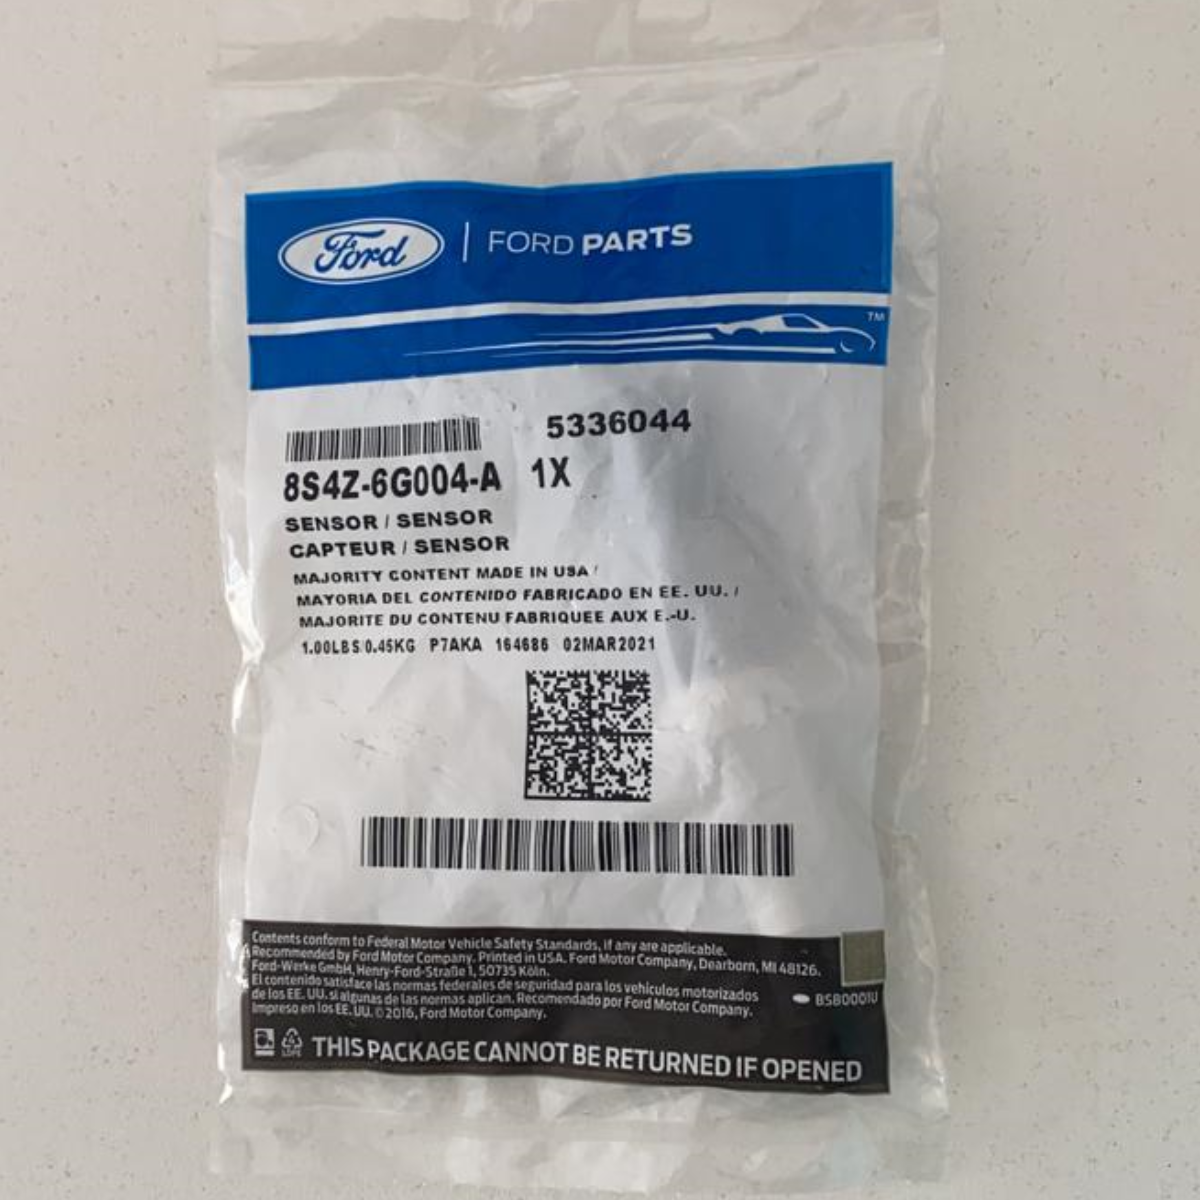 Ford | FORD PARTS
TM
5336044
8S4Z-6G004-A 1X
SENSOR / SENSOR
CAPTEUR / SENSOR
MAJORITY CONTENT MADE IN USA /
MAYORIA DEL CONTENIDO FABRICADO EN EE. UU. /
MAJORITE DU CONTENU FABRIQUEE AUX E.-U.
1.00LBS/0.45KG P7AKA 164686 02MAR2021
Contents conform to Federal Motor Vehicle Safety Standards, if any are applicable.
Recommended by Ford Motor Company. Printed in USA. Ford Motor Company, Dearborn, MI 48126.
Ford-Werke GmbH, Henry-Ford-Straße 1, 50735 Köln.
El contenido satisface las normas federales de seguridad para los vehículos motorizados
de los EE. UU. si algunas de las normas aplican. Recomendado por Ford Motor Company.
Impreso en los EE. UU. © 2016, Ford Motor Company.
BSB0001U
LDPE
THIS PACKAGE CANNOT BE RETURNED IF OPENED